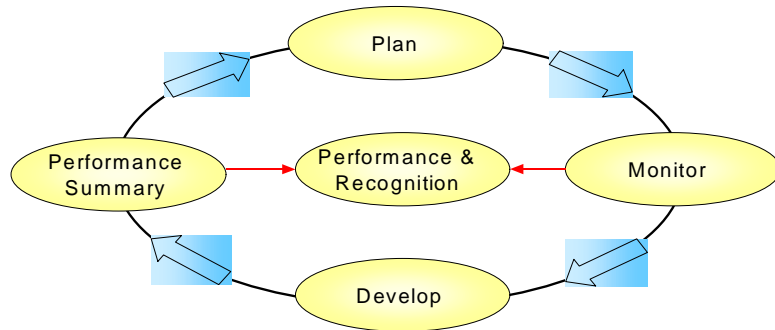 Plan
Performance
Summary
Performance &
Recognition
Monitor
Develop